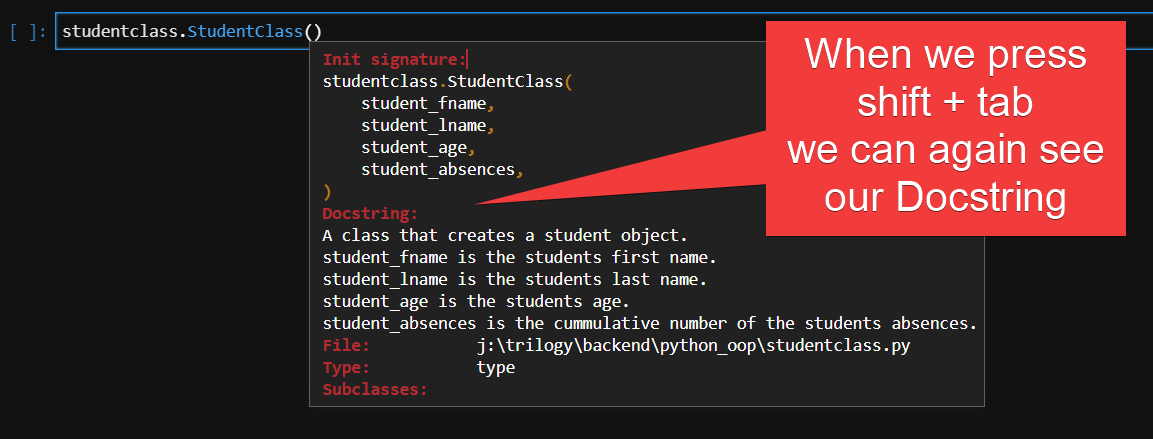 [ ]: studentclass.StudentClass()
Init signature:
studentclass.StudentClass(
    student_fname,
    student_lname,
    student_age,
    student_absences,
)
Docstring:
A class that creates a student object.
student_fname is the students first name.
student_lname is the students last name.
student_age is the students age.
student_absences is the cummulative number of the students absences.
File:           j:\trilogy\backend\python_oop\studentclass.py
Type:           type
Subclasses:
When we press
shift + tab
we can again see
our Docstring